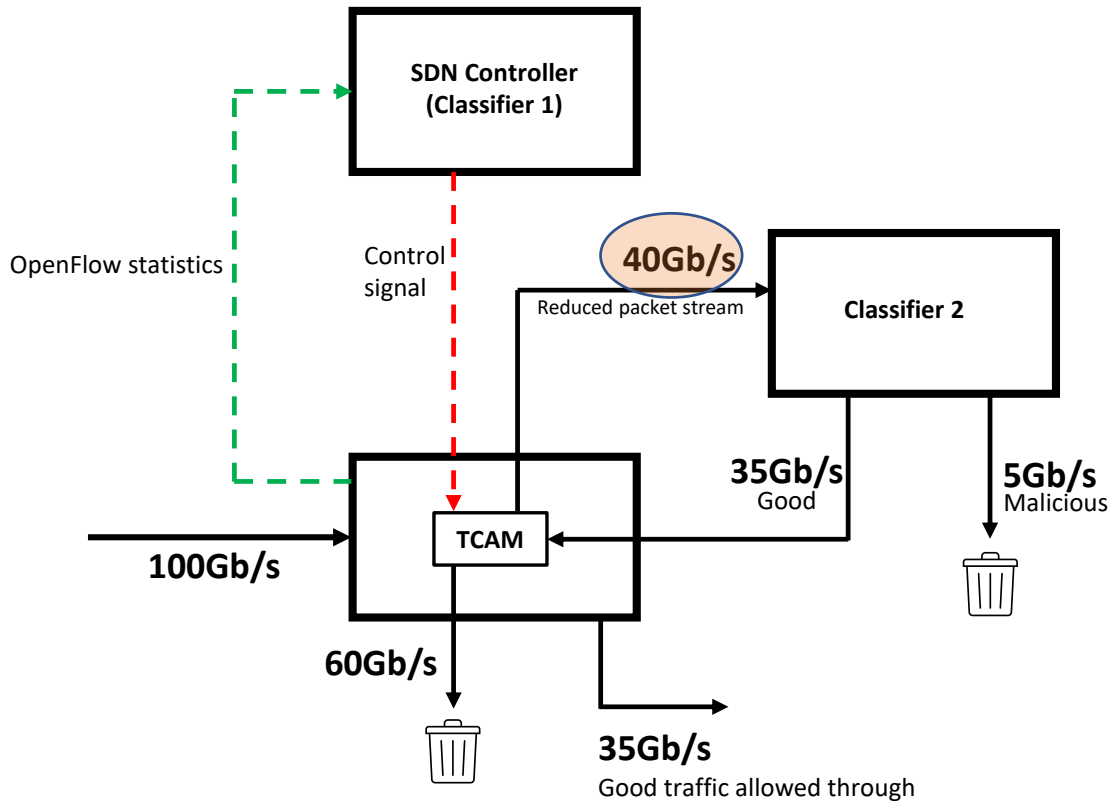 SDN Controller
(Classifier 1)
OpenFlow statistics
Control
signal
40Gb/s
Reduced packet stream
Classifier 2
35Gb/s
Good
5Gb/s
Malicious
TCAM
100Gb/s
60Gb/s
35Gb/s
Good traffic allowed through